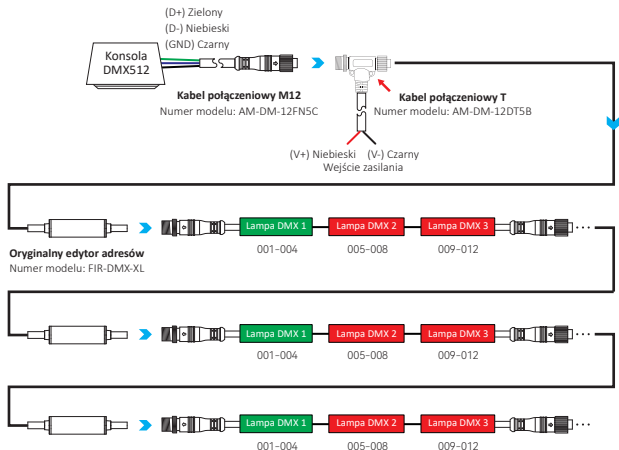 (D+) Zielony
(D-) Niebieski
(GND) Czarny
Konsola
DMX512
Kabel połączeniowy M12
Numer modelu: AM-DM-12FN5C
Kabel połączeniowy T
Numer modelu: AM-DM-12DT5B
(V+) Niebieski (V-) Czarny
Wejście zasilania
Oryginalny edytor adresów
Numer modelu: FIR-DMX-XL
Lampa DMX 1 Lampa DMX 2 Lampa DMX 3 ...
001-004 005-008 009-012
Lampa DMX 1 Lampa DMX 2 Lampa DMX 3 ...
001-004 005-008 009-012
Lampa DMX 1 Lampa DMX 2 Lampa DMX 3 ...
001-004 005-008 009-012